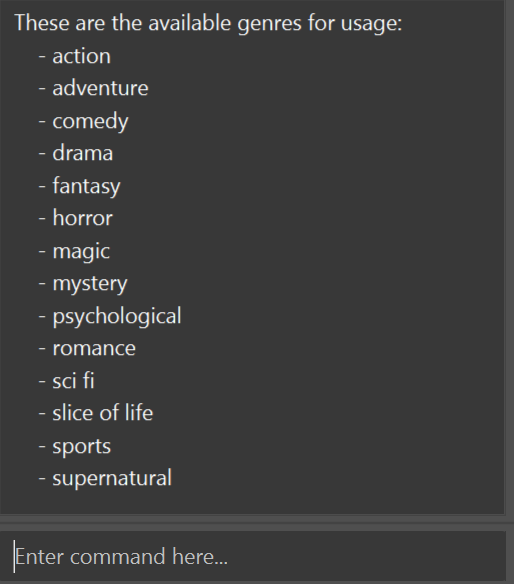 These are the available genres for usage:
- action
- adventure
- comedy
- drama
- fantasy
- horror
- magic
- mystery
- psychological
- romance
- sci fi
- slice of life
- sports
- supernatural
Enter command here...